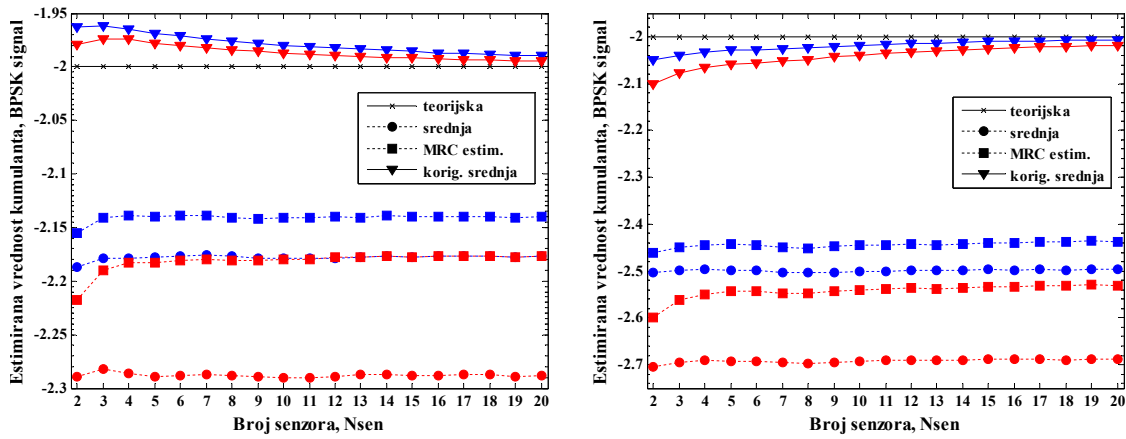 Estimirana vrednost kumulanta, BPSK signal
-1.95
-2
-2.05
-2.1
-2.15
-2.2
-2.25
-2.3
teorijska
srednja
MRC estim.
korig. srednja
2 3 4 5 6 7 8 9 10 11 12 13 14 15 16 17 18 19 20
Broj senzora, Nsen
Estimirana vrednost kumulanta, BPSK signal
-2
-2.1
-2.2
-2.3
-2.4
-2.5
-2.6
-2.7
teorijska
srednja
MRC estim.
korig. srednja
2 3 4 5 6 7 8 9 10 11 12 13 14 15 16 17 18 19 20
Broj senzora, Nsen